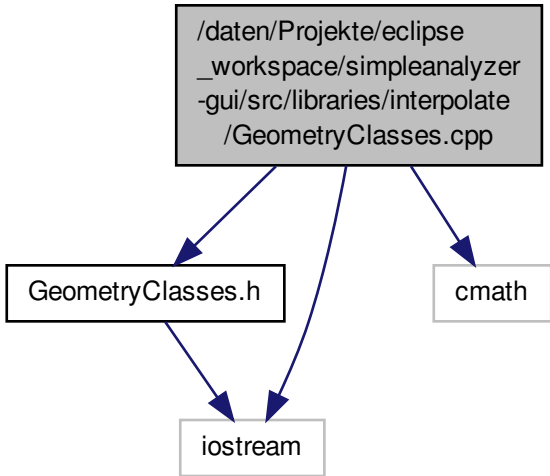 /daten/Projekte/eclipse
_workspace/simpleanalyzer
-gui/src/libraries/interpolate
/GeometryClasses.cpp
GeometryClasses.h
cmath
iostream